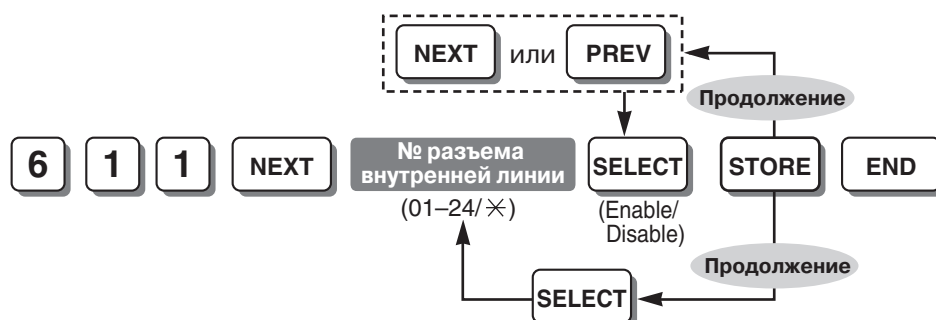 NEXT или PREV
Продолжение
6 1 1 NEXT № разъема внутренней линии SELECT STORE END
(01–24/✳)
(Enable/
Disable)
Продолжение
SELECT